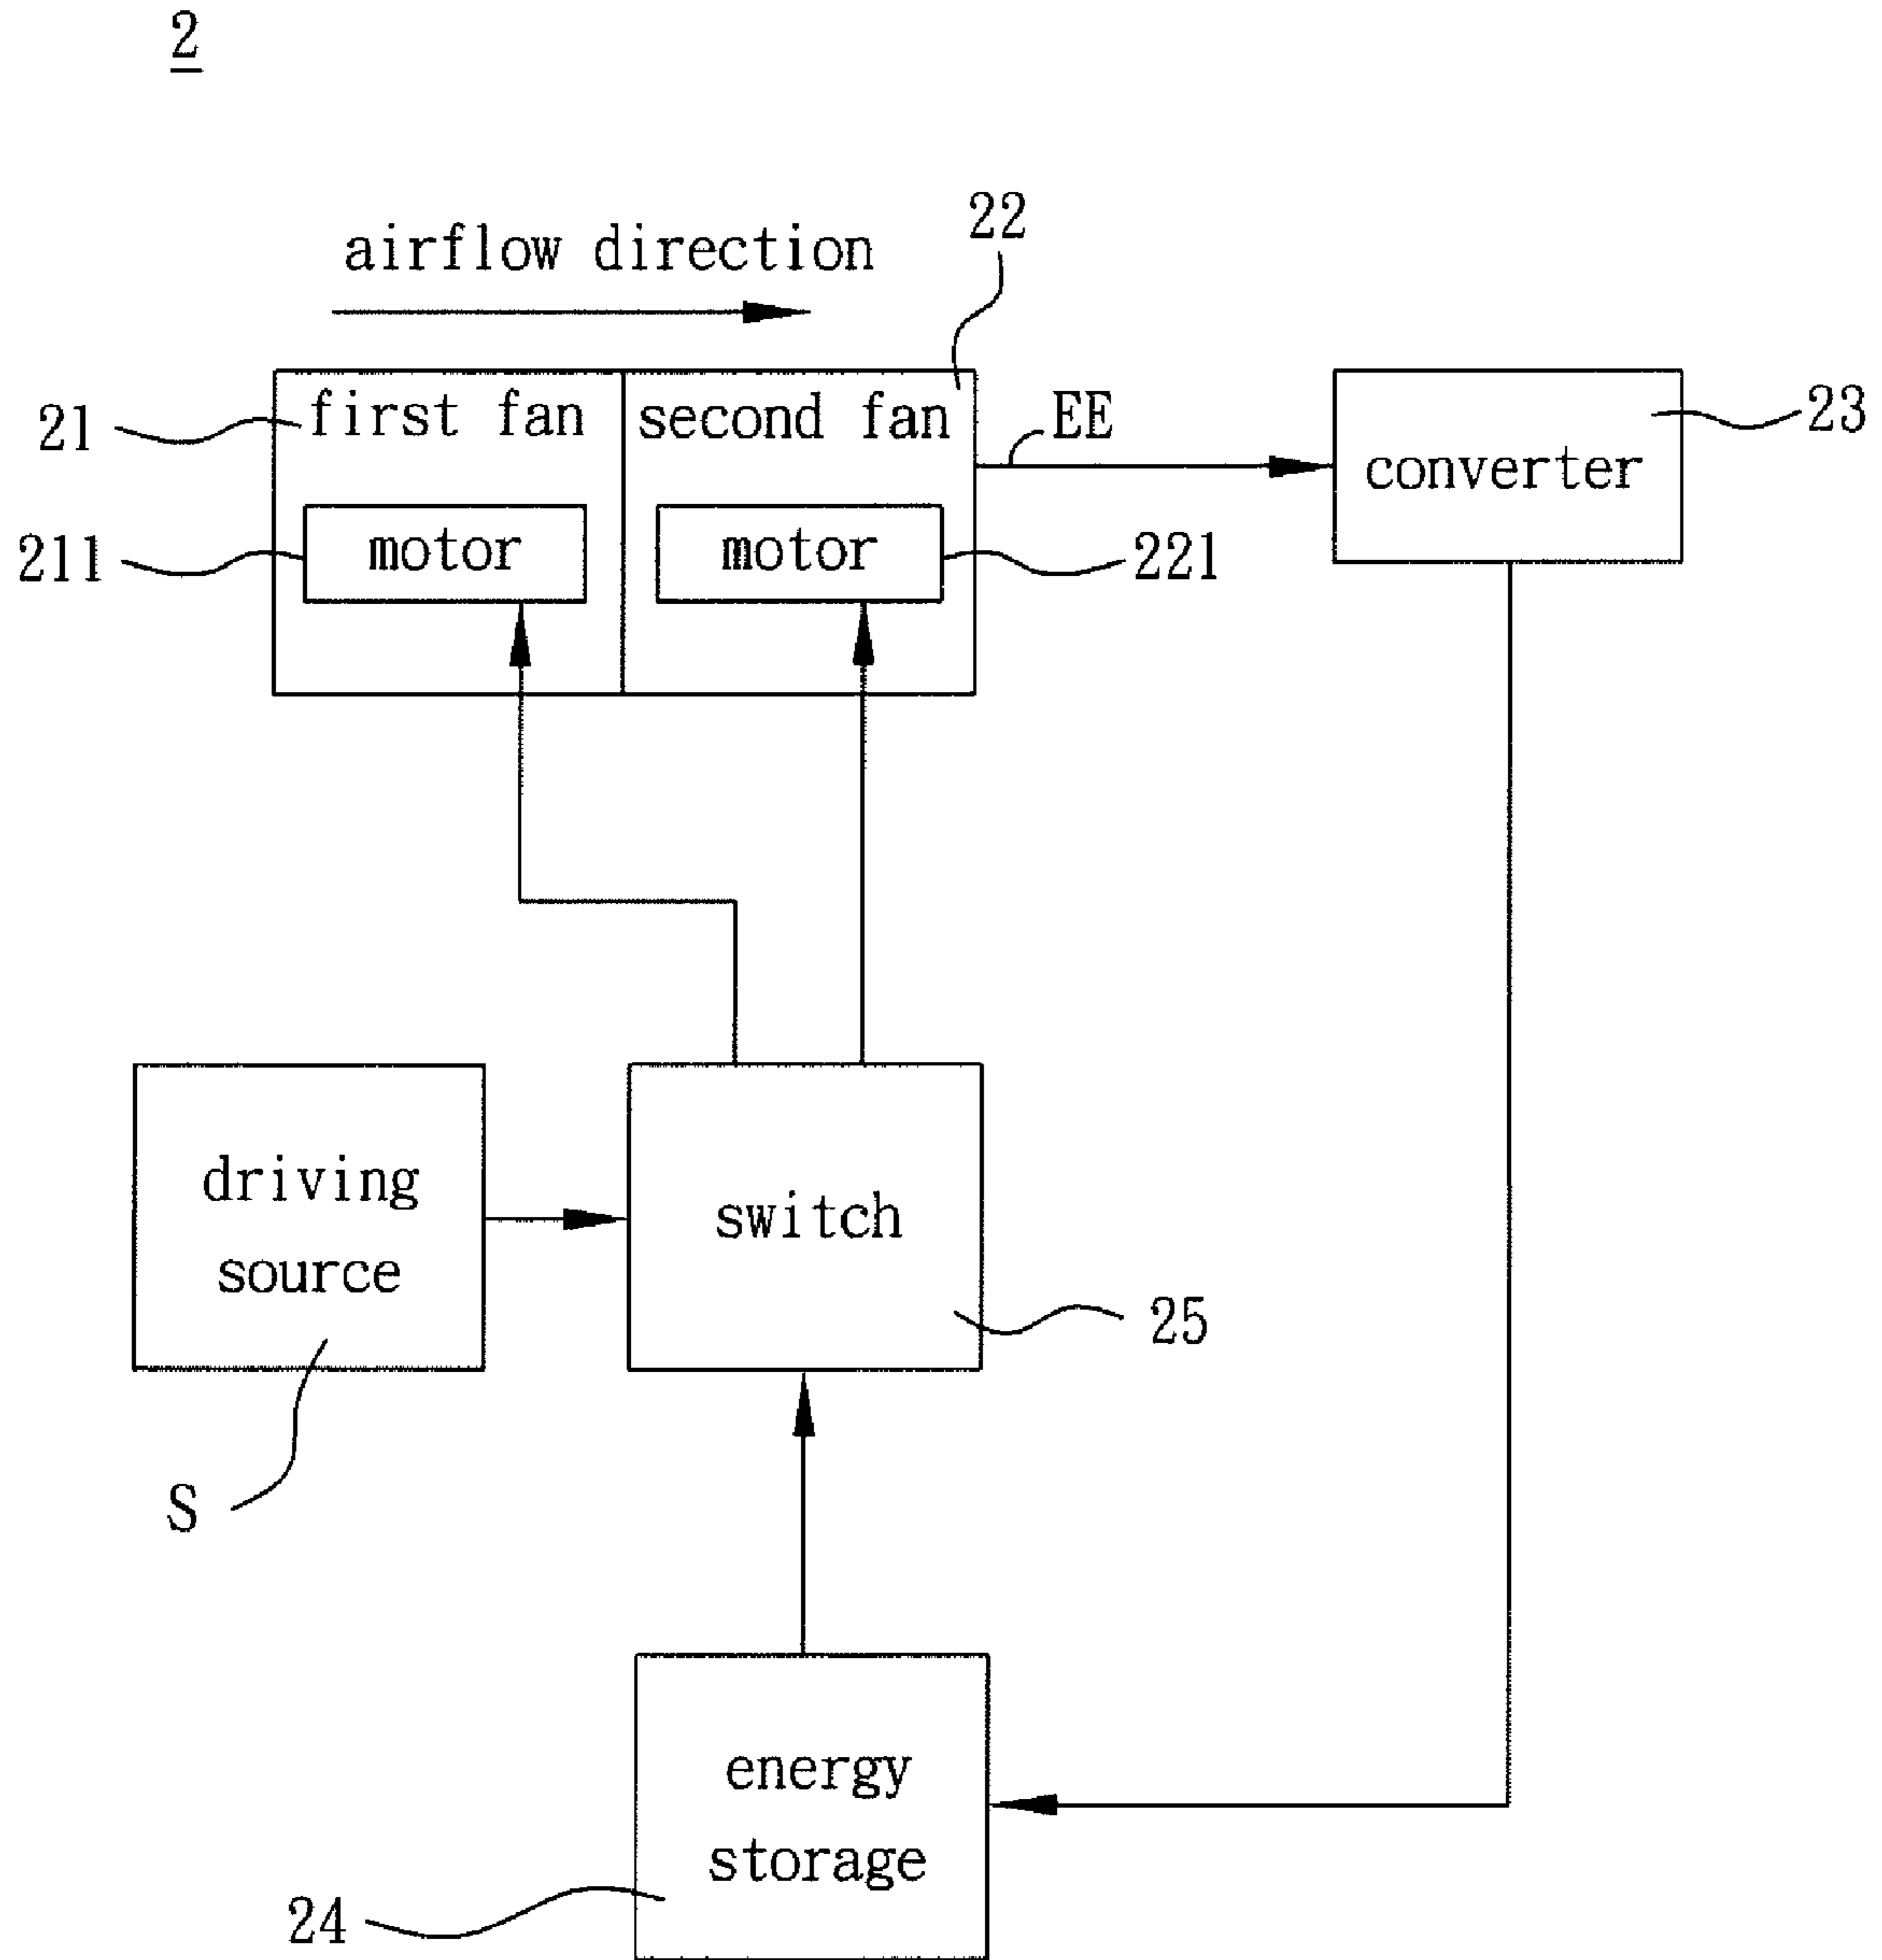 2
airflow direction
22
21
first fan
second fan
EE
23
converter
211
motor
motor
221
driving
source
switch
25
S
energy
storage
24